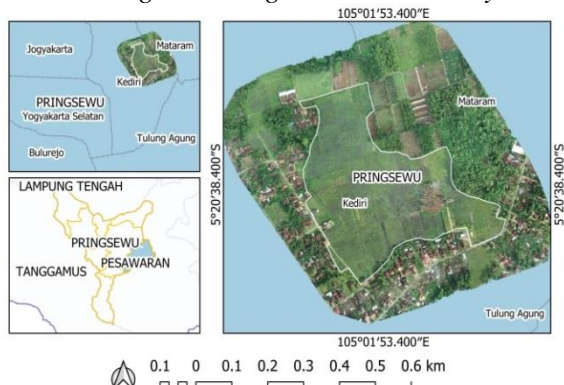 105°01'53.400"E
Jogyakarta
Mataram
Kediri
PRINGSEWU
Yogyakarta Selatan
Tulung Agung
Bulurejo
LAMPUNG TENGAH
PRINGSEWU
PESAWARAN
TANGGAMUS
5°20'38.400"S
Mataram
PRINGSEWU
Kediri
Tulung Agung
5°20'38.400"S
105°01'53.400"E
0.1 0 0.1 0.2 0.3 0.4 0.5 0.6 km